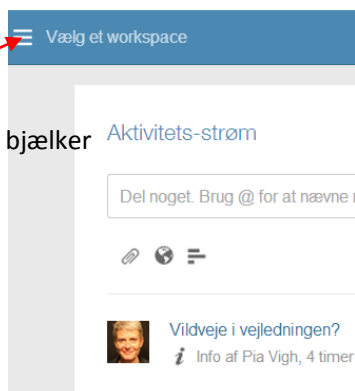 Vælg et workspace
bjælker
Aktivitets-strøm
Del noget. Brug @ for at nævne
Vildveje i vejledningen?
i Info af Pia Vigh, 4 timer